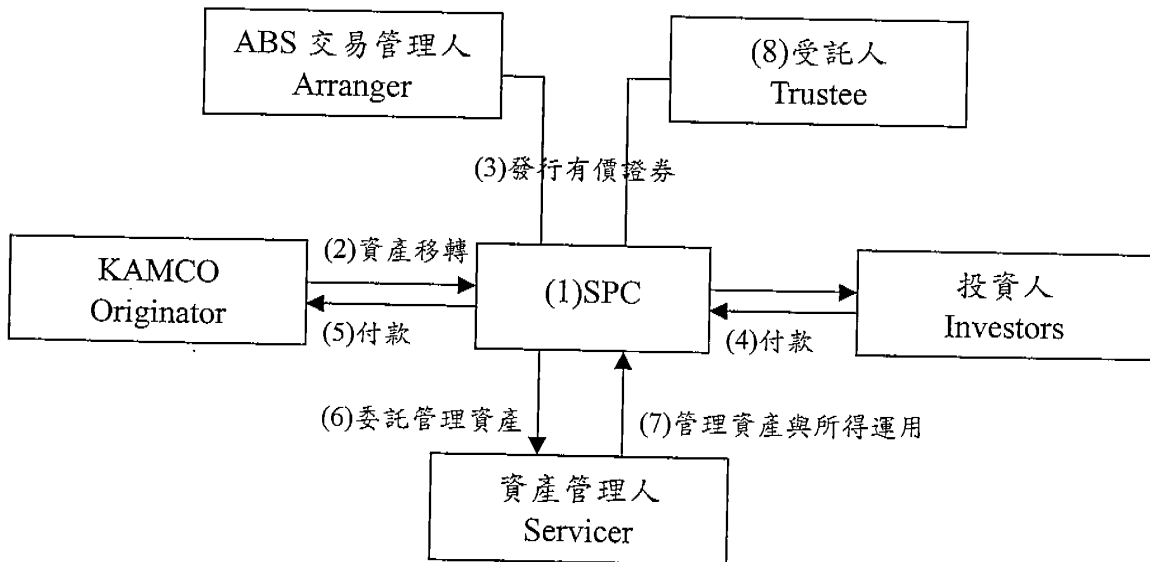 ABS 交易管理人
Arranger
(8)受託人
Trustee
(3)發行有價證券
KAMCO
Originator
(2)資產移轉
(5)付款
(1)SPC
(4)付款
投資人
Investors
(6)委託管理資產
(7)管理資產與所得運用
資產管理人
Servicer